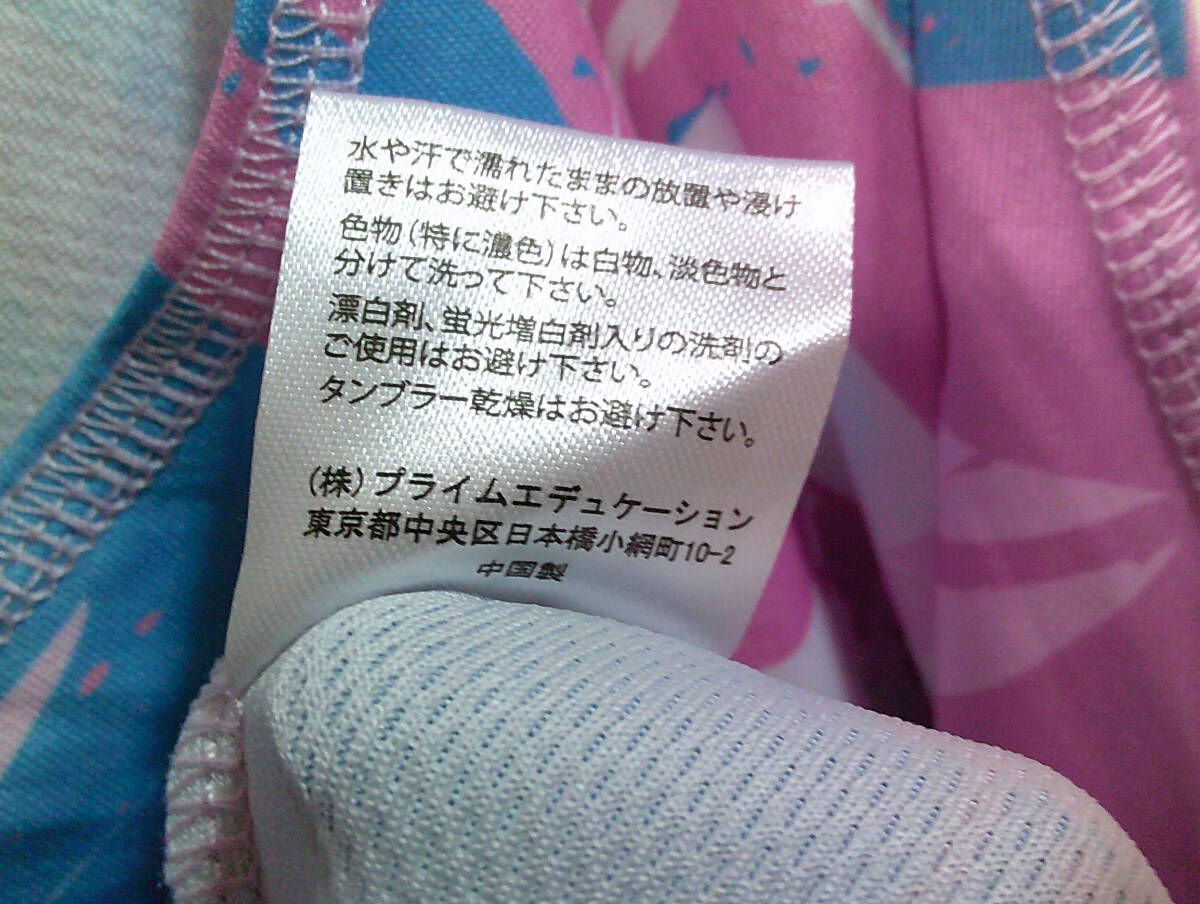 水や汗で濡れたままの放置や浸け
置きはお避け下さい。
色物(特に濃色)は白物、淡色物と
分けて洗って下さい。
漂白剤、蛍光増白剤入りの洗剤の
ご使用はお避け下さい。
タンブラー乾燥はお避け下さい。
(株)プライムエデュケーション
東京都中央区日本橋小網町10-2
中国製